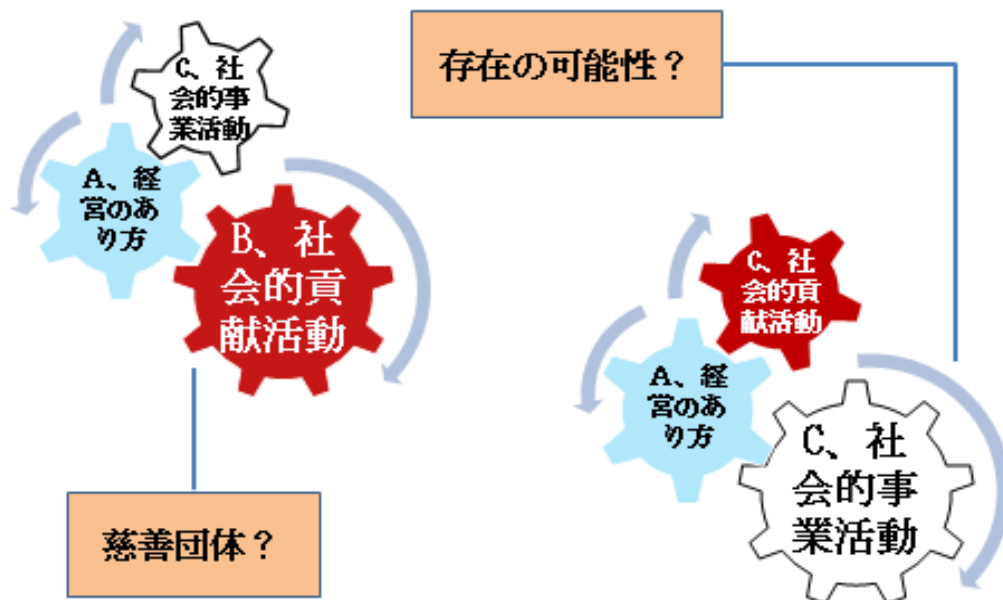 C、社
会的事
業活動
A、経
営のあ
り方
B、社
会的貢
献活動
慈善団体？
存在の可能性？
C、社
会的貢
献活動
A、経
営のあ
り方
C、社
会的事
業活動